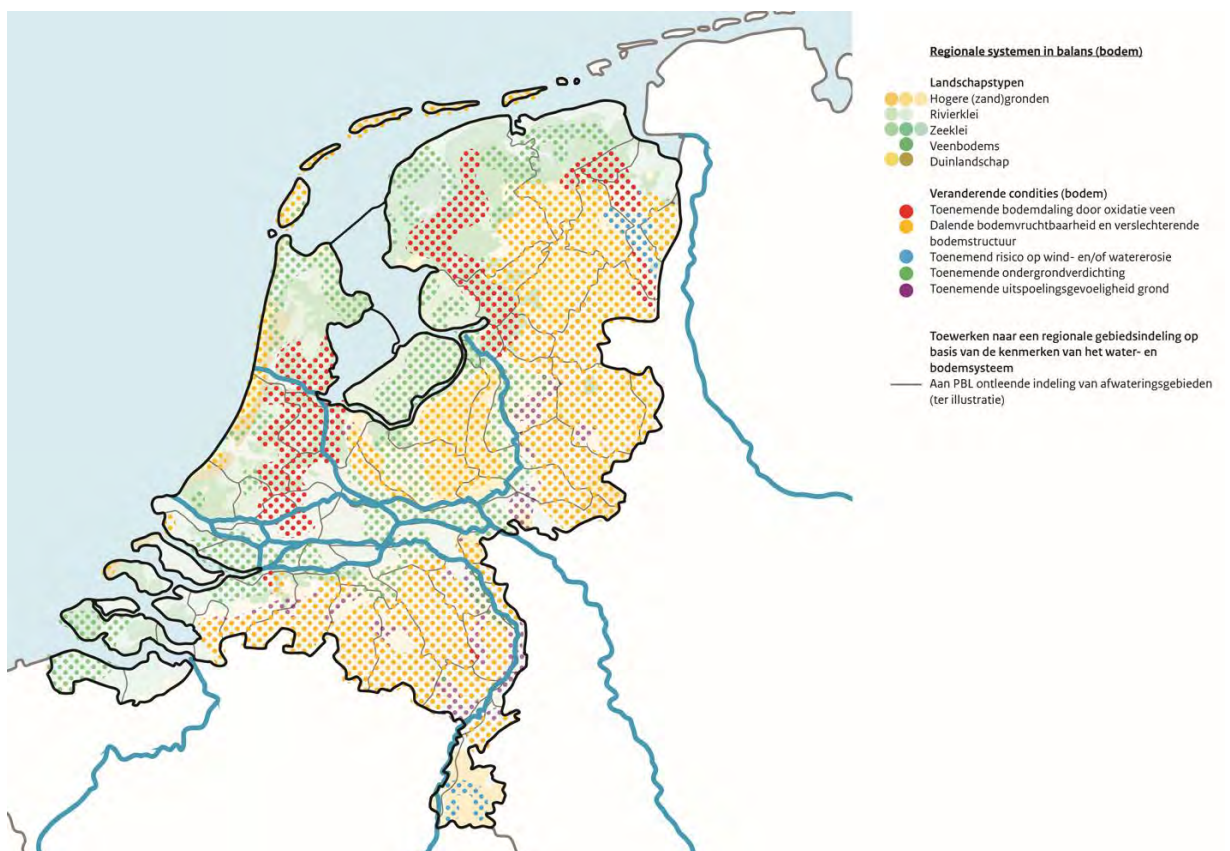 Regionale systemen in balans (bodem)
Landschapstypen
Hogere (zand)gronden
Rivierklei
Zeeklei
Veenbodems
Duinlandschap
Veranderende condities (bodem)
Toenemende bodemdaling door oxidatie veen
Dalende bodemvruchtbaarheid en verslechterende
bodemstructuur
Toenemend risico op wind- en/of watererosie
Toenemende ondergrondverdichting
Toenemende uitspoelingsgevoeligheid grond
Toewerken naar een regionale gebiedsindeling op
basis van de kenmerken van het water- en
bodemsysteem
Aan PBL ontleende indeling van afwateringsgebieden
(ter illustratie)